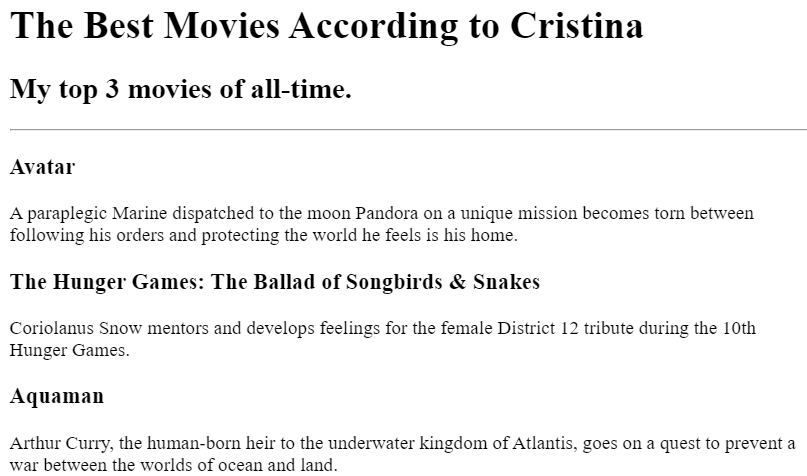 The Best Movies According to Cristina
My top 3 movies of all-time.
Avatar
A paraplegic Marine dispatched to the moon Pandora on a unique mission becomes torn between
following his orders and protecting the world he feels is his home.
The Hunger Games: The Ballad of Songbirds & Snakes
Coriolanus Snow mentors and develops feelings for the female District 12 tribute during the 10th
Hunger Games.
Aquaman
Arthur Curry, the human-born heir to the underwater kingdom of Atlantis, goes on a quest to prevent a
war between the worlds of ocean and land.